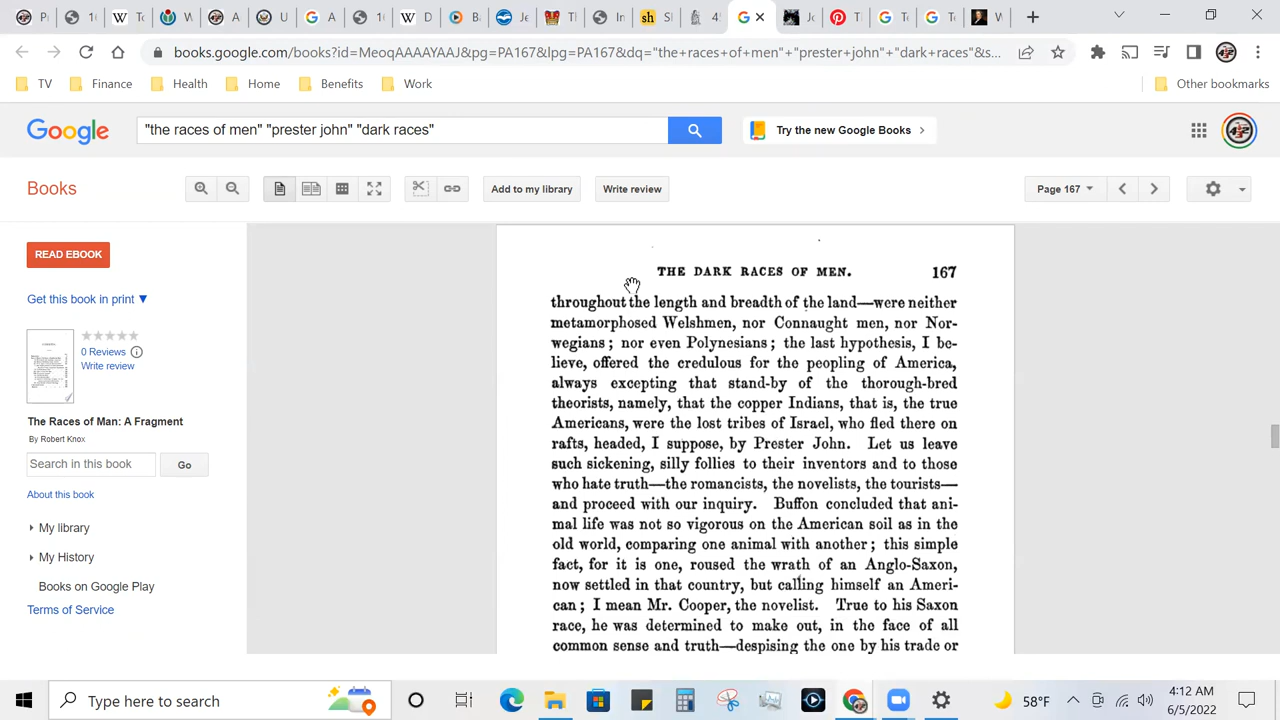 P
1
T
W
A
U
G A
10
D
B
Je
T
In
sh S
4
G
J
T
T
T
W
books.google.com/books?id=MeoqAAAAYAAJ&pg=PA167&lpg=PA167&dq="the+races+of+men"+"prester+john"+"dark+races"&s...
TV Finance Health Home Benefits Work Other bookmarks
Google "the races of men" "prester john" "dark races" Try the new Google Books
Books Add to my library Write review Page 167
READ EBOOK
Get this book in print ▼
0 Reviews
Write review
The Races of Man: A Fragment
By Robert Knox
Search in this book Go
About this book
My library
My History
Books on Google Play
Terms of Service
THE DARK RACES OF MEN. 167
throughout the length and breadth of the land—were neither
metamorphosed Welshmen, nor Connaught men, nor Nor-
wegians; nor even Polynesians; the last hypothesis, I be-
lieve, offered the credulous for the peopling of America,
always excepting that stand-by of the thorough-bred
theorists, namely, that the copper Indians, that is, the true
Americans, were the lost tribes of Israel, who fled there on
rafts, headed, I suppose, by Prester John. Let us leave
such sickening, silly follies to their inventors and to those
who hate truth—the romancists, the novelists, the tourists—
and proceed with our inquiry. Buffon concluded that ani-
mal life was not so vigorous on the American soil as in the
old world, comparing one animal with another; this simple
fact, for it is one, roused the wrath of an Anglo-Saxon,
now settled in that country, but calling himself an Ameri-
can; I mean Mr. Cooper, the novelist. True to his Saxon
race, he was determined to make out, in the face of all
common sense and truth—despising the one by his trade or
Type here to search
58°F
4:12 AM
6/5/2022